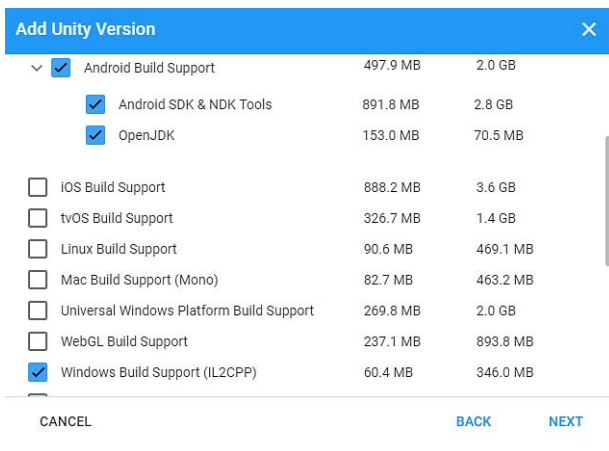 Add Unity Version
Android Build Support 497.9 MB 2.0 GB
Android SDK & NDK Tools 891.8 MB 2.8 GB
OpenJDK 153.0 MB 70.5 MB
iOS Build Support 888.2 MB 3.6 GB
tvOS Build Support 326.7 MB 1.4 GB
Linux Build Support 90.6 MB 469.1 MB
Mac Build Support (Mono) 82.7 MB 463.2 MB
Universal Windows Platform Build Support 269.8 MB 2.0 GB
WebGL Build Support 237.1 MB 893.8 MB
Windows Build Support (IL2CPP) 60.4 MB 346.0 MB
CANCEL BACK NEXT